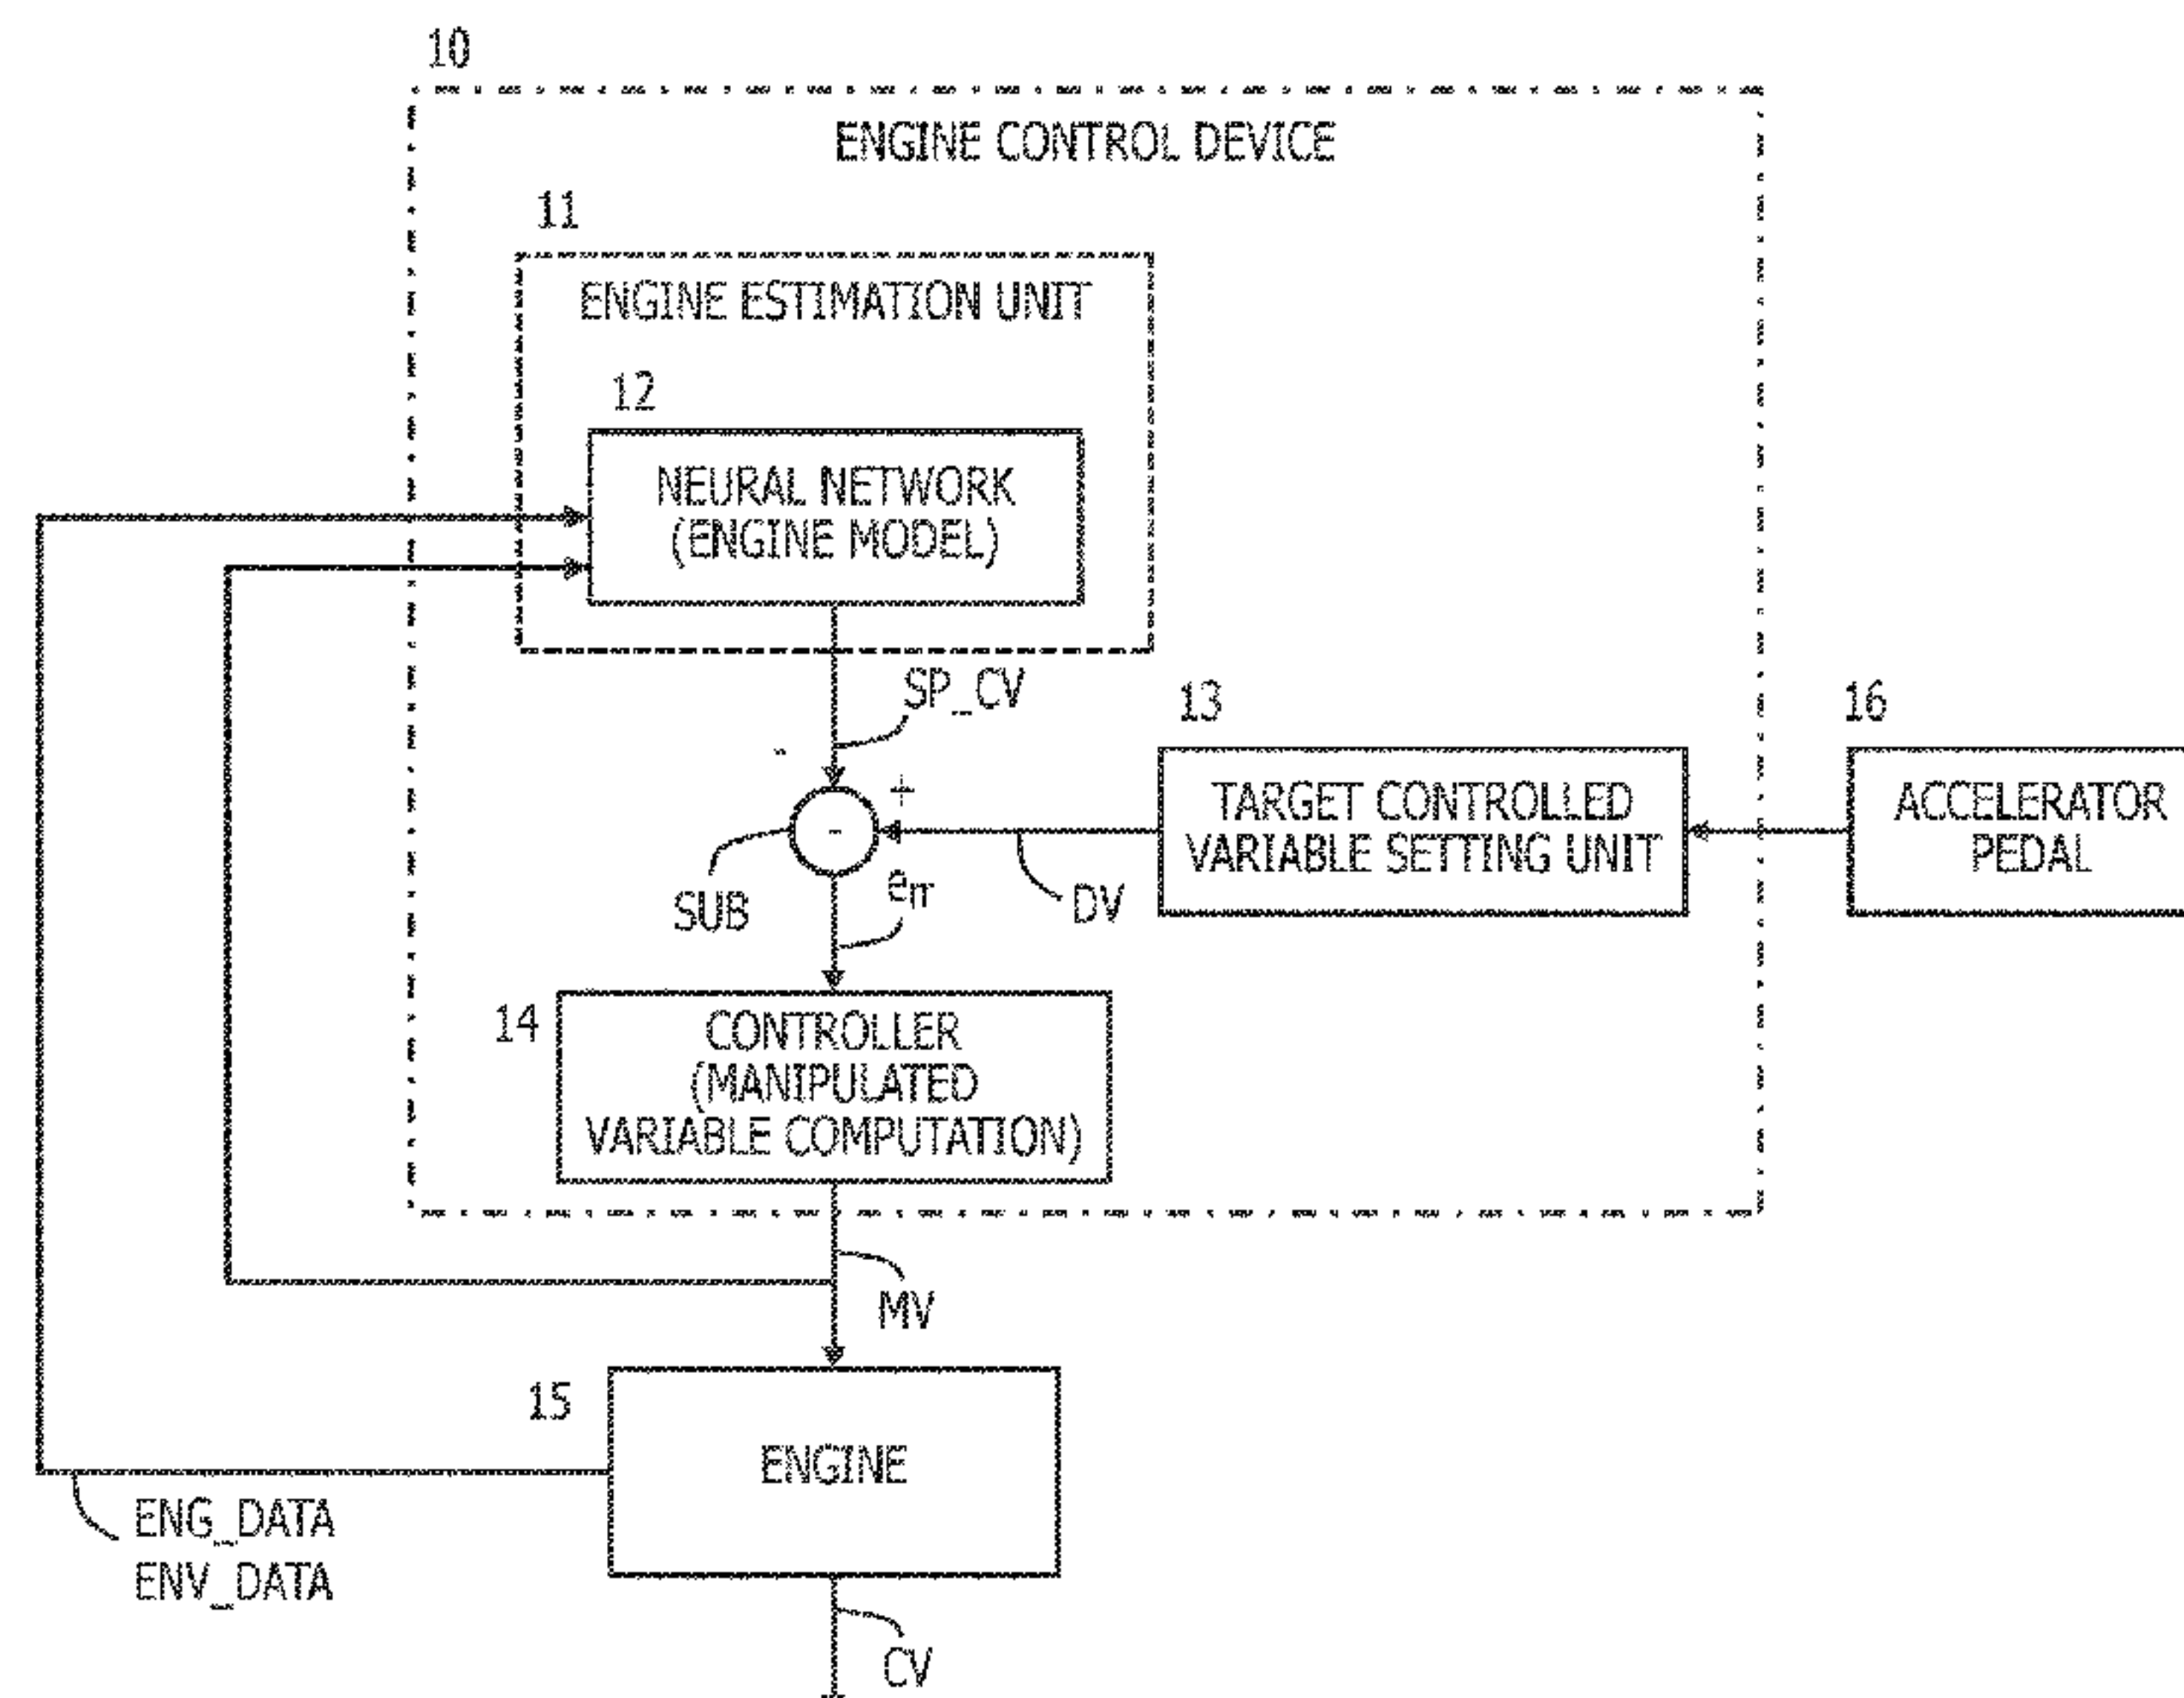 10
ENGINE CONTROL DEVICE
11
ENGINE ESTIMATION UNIT
12
NEURAL NETWORK
(ENGINE MODEL)
SP_CV
13
16
-
+
TARGET CONTROLLED
VARIABLE SETTING UNIT
ACCELERATOR
PEDAL
-
SUB
err
DV
14
CONTROLLER
(MANIPULATED
VARIABLE COMPUTATION)
MV
15
ENGINE
ENG_DATA
ENV_DATA
CV